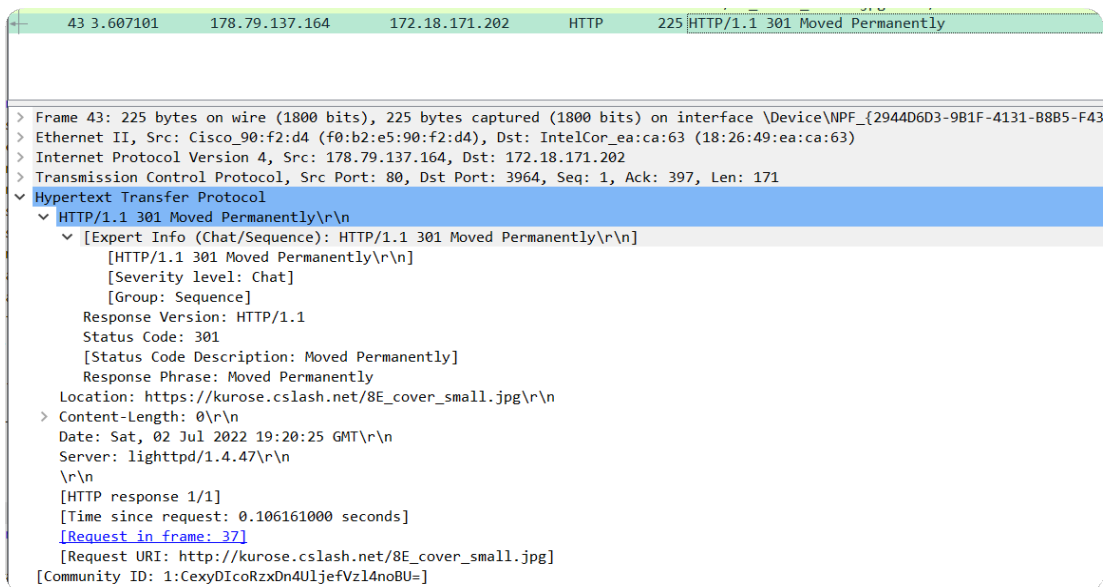 43 3.607101 178.79.137.164 172.18.171.202 HTTP 225 HTTP/1.1 301 Moved Permanently
> Frame 43: 225 bytes on wire (1800 bits), 225 bytes captured (1800 bits) on interface \Device\NPF_{2944D6D3-9B1F-4131-B8B5-F43
> Ethernet II, Src: Cisco_90:f2:d4 (f0:b2:e5:90:f2:d4), Dst: IntelCor_ea:ca:63 (18:26:49:ea:ca:63)
> Internet Protocol Version 4, Src: 178.79.137.164, Dst: 172.18.171.202
> Transmission Control Protocol, Src Port: 80, Dst Port: 3964, Seq: 1, Ack: 397, Len: 171
Hypertext Transfer Protocol
HTTP/1.1 301 Moved Permanently\r\n
[Expert Info (Chat/Sequence): HTTP/1.1 301 Moved Permanently\r\n]
[HTTP/1.1 301 Moved Permanently\r\n]
[Severity level: Chat]
[Group: Sequence]
Response Version: HTTP/1.1
Status Code: 301
[Status Code Description: Moved Permanently]
Response Phrase: Moved Permanently
Location: https://kurose.cslash.net/8E_cover_small.jpg\r\n
> Content-Length: 0\r\n
Date: Sat, 02 Jul 2022 19:20:25 GMT\r\n
Server: lighttpd/1.4.47\r\n
\r\n
[HTTP response 1/1]
[Time since request: 0.106161000 seconds]
[Request in frame: 37]
[Request URI: http://kurose.cslash.net/8E_cover_small.jpg]
[Community ID: 1:CexyDIcoRzxDn4UljefVzl4noBU=]